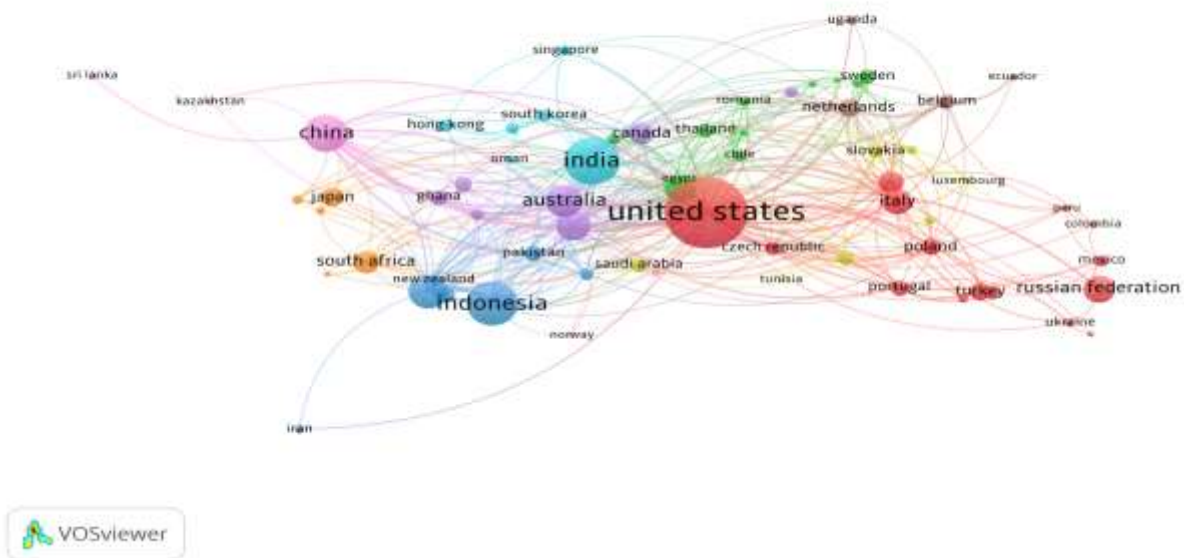 uganda
singapore
sri lanka
sweden
ecuador
kazakhstan
romania
netherlands
belgium
south korea
hong kong
china
canada
thailand
slovakia
oman
india
chile
egypt
luxembourg
japan
ghana
australia
united states
italy
peru
colombia
pakistan
czech republic
poland
south africa
saudi arabia
mexico
new zealand
tunisia
portugal
turkey
russian federation
indonesia
norway
ukraine
iran
VOSviewer